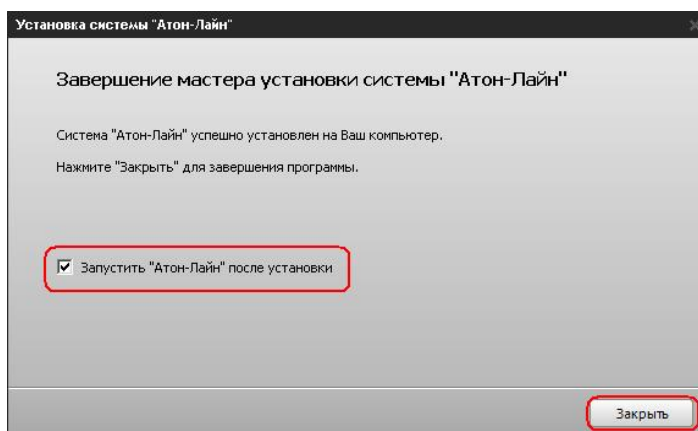 Установка системы "Атон-Лайн"
Завершение мастера установки системы "Атон-Лайн"
Система "Атон-Лайн" успешно установлен на Ваш компьютер.
Нажмите "Закрыть" для завершения программы.
Запустить "Атон-Лайн" после установки
Закрыть